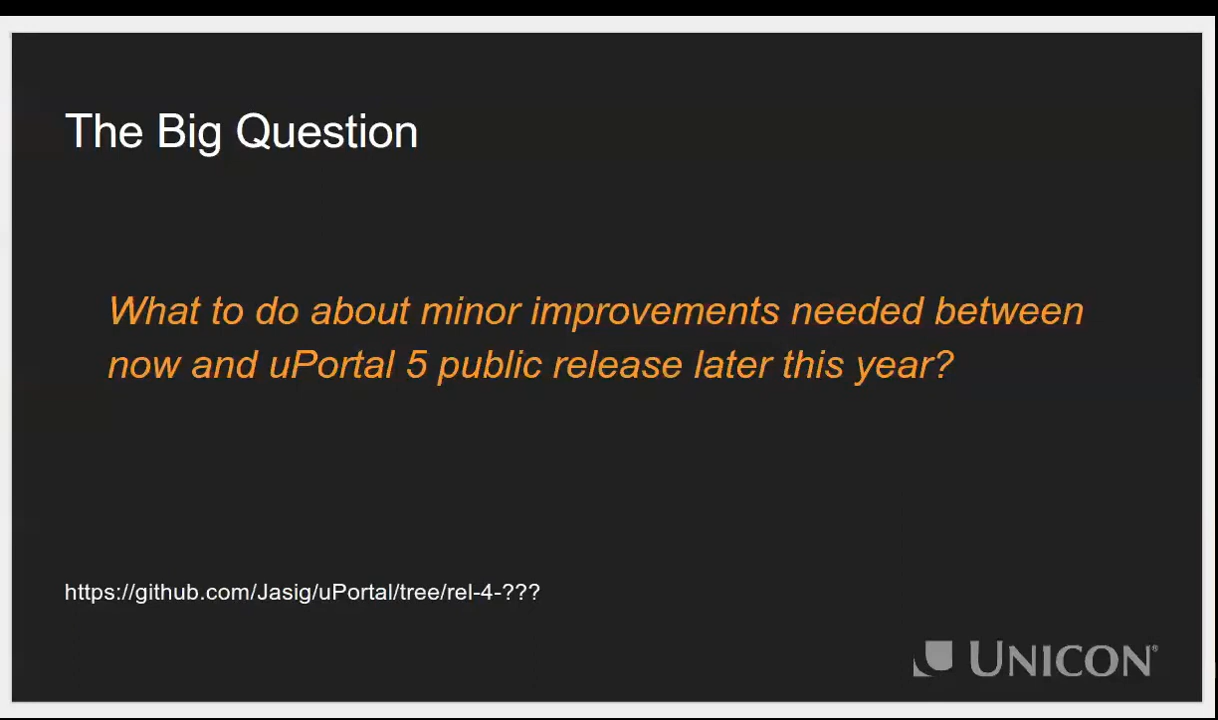 The Big Question
What to do about minor improvements needed between
now and uPortal 5 public release later this year?
https://github.com/Jasig/uPortal/tree/rel-4-???
UNICON®